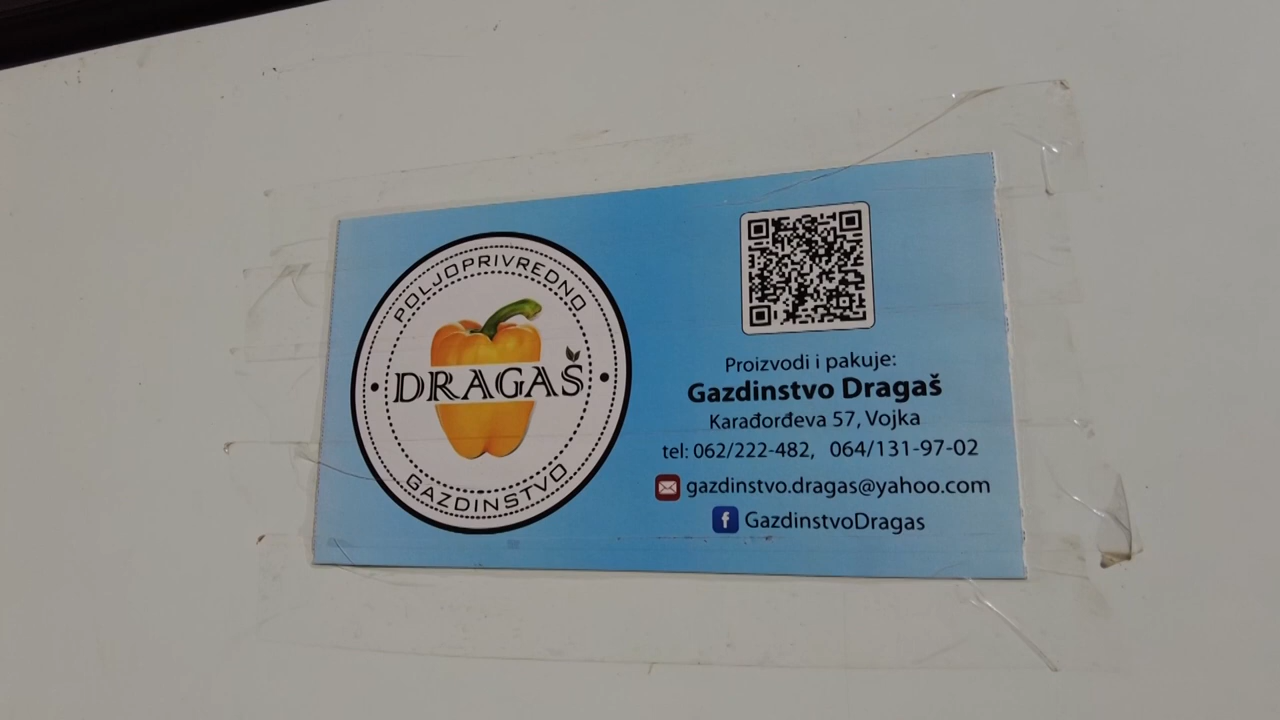 POLJOPRIVREDNO
DRAGAŠ
GAZDINSTVO
Proizvodi i pakuje:
Gazdinstvo Dragaš
Karađorđeva 57, Vojka
tel: 062/222-482, 064/131-97-02
gazdinstvo.dragas@yahoo.com
f GazdinstvoDragas